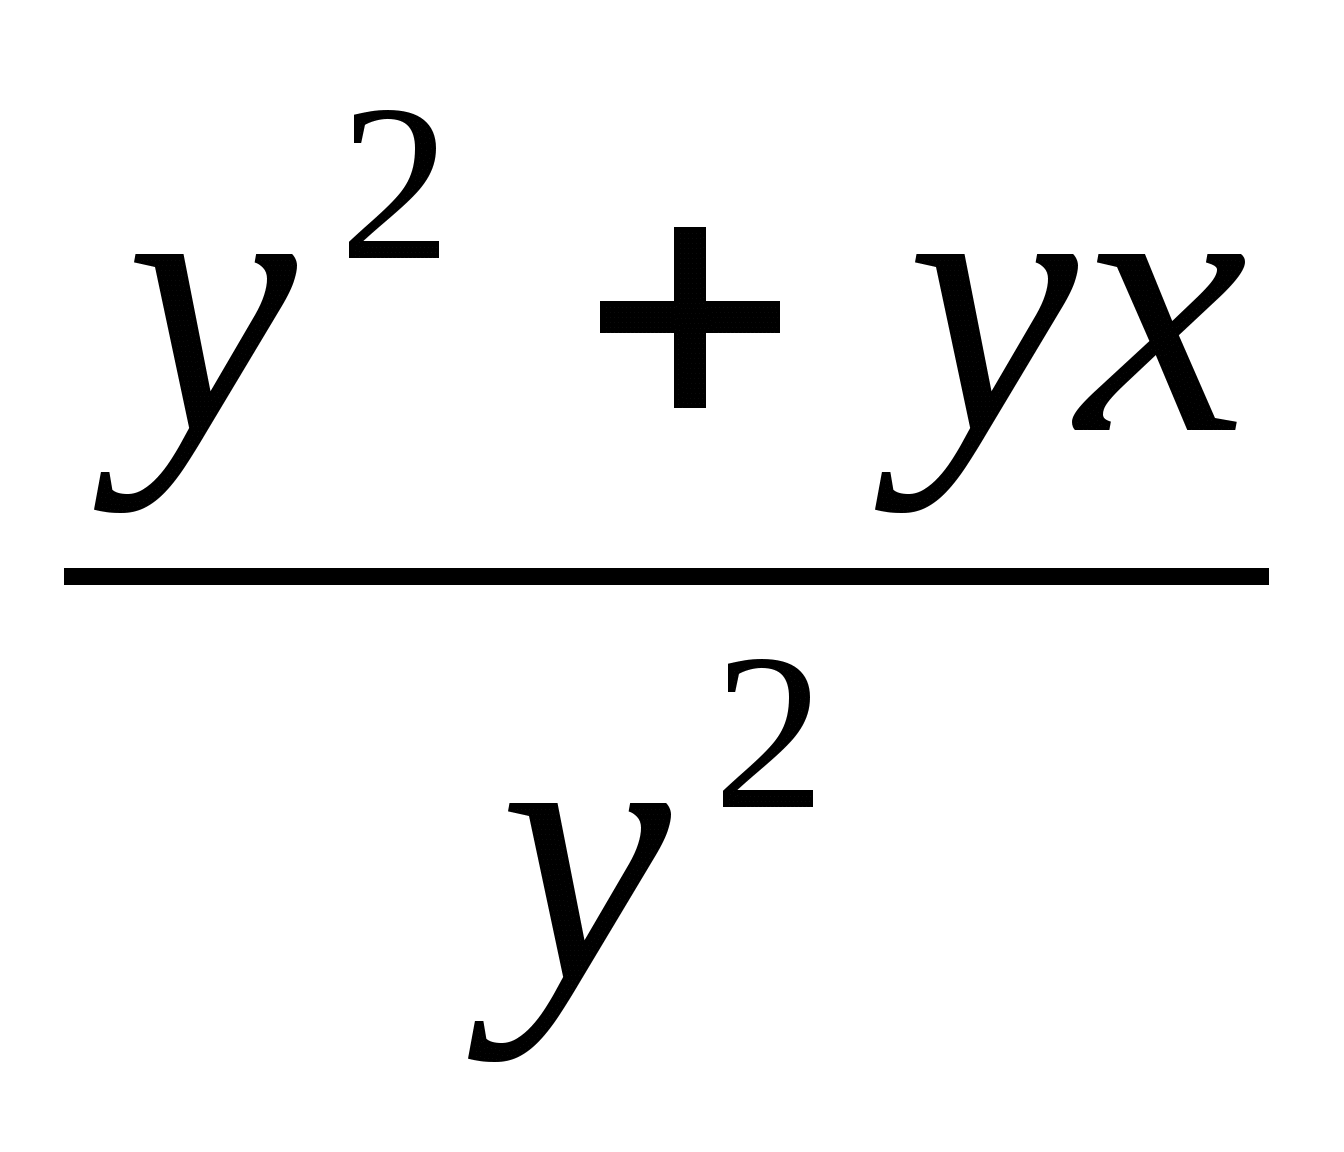 y² + yx
y²